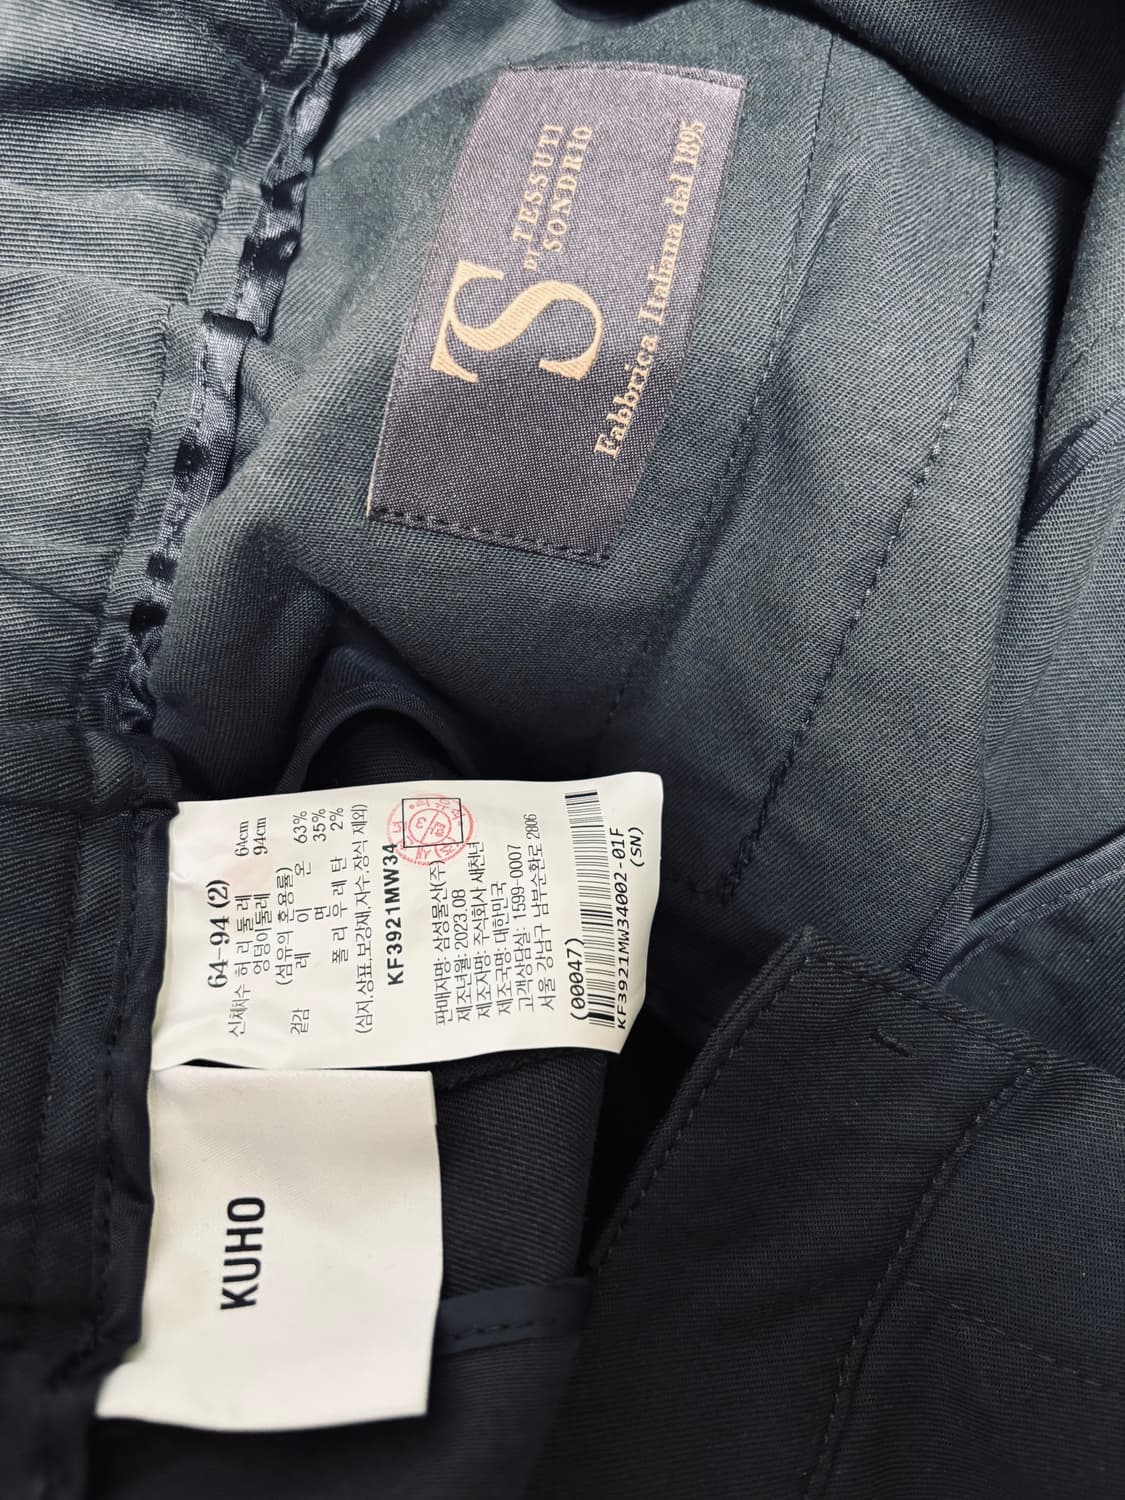 TS
DI TESSUTI
SONDRIO
Fabbrica Italiana dal 1895
64-94 (2)
신체치수 허 리 둘 레 64cm
엉덩이둘레 94cm
(섬유의 혼용률)
겉감 레 이 온 63%
면 35%
폴 리 우 레 탄 2%
(심지,상표,보강재,자수,장식 제외)
KF3921MW34
판매자명: 삼성물산(주)
제조년월: 2023.08
제조자명: 주식회사 새천년
제조국명: 대한민국
고객상담실: 1599-0007
서울 강남구 남부순환로 2806
(00047)
KF3921MW34002-01F
(SN)
KUHO